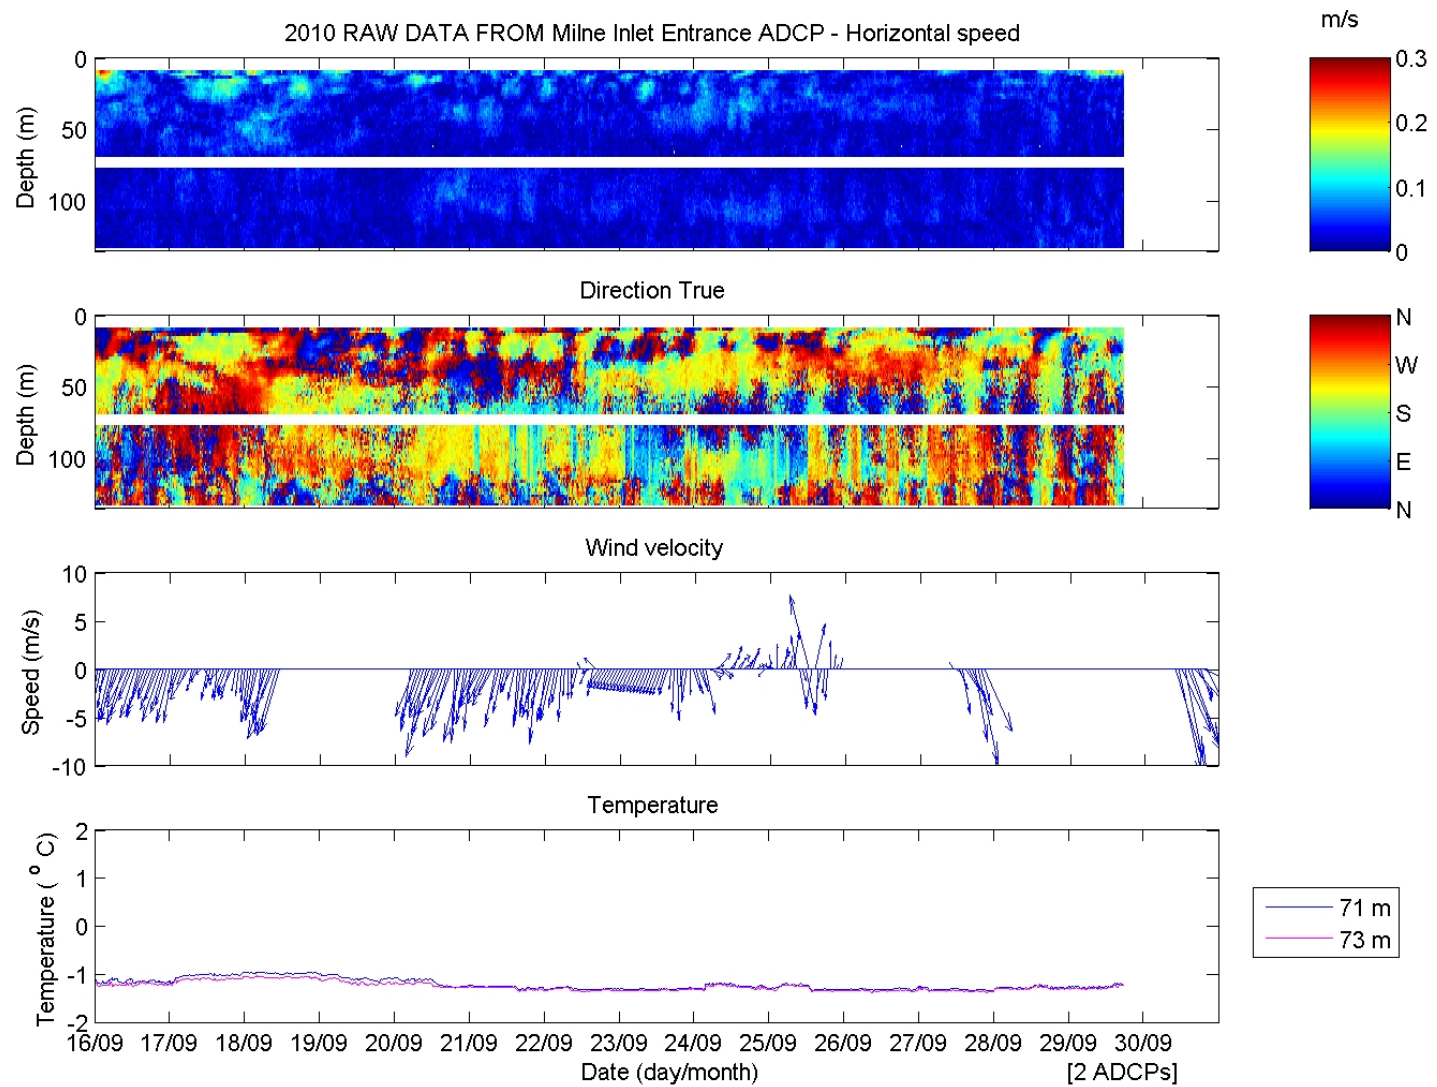 2010 RAW DATA FROM Milne Inlet Entrance ADCP - Horizontal speed
m/s
Depth (m)
0
50
100
0.3
0.2
0.1
0
Direction True
Depth (m)
0
50
100
N
W
S
E
N
Wind velocity
Speed (m/s)
10
5
0
-5
-10
Temperature
Temperature ( o C)
2
1
0
-1
-2
71 m
73 m
16/09 17/09 18/09 19/09 20/09 21/09 22/09 23/09 24/09 25/09 26/09 27/09 28/09 29/09 30/09
Date (day/month)
[2 ADCPs]